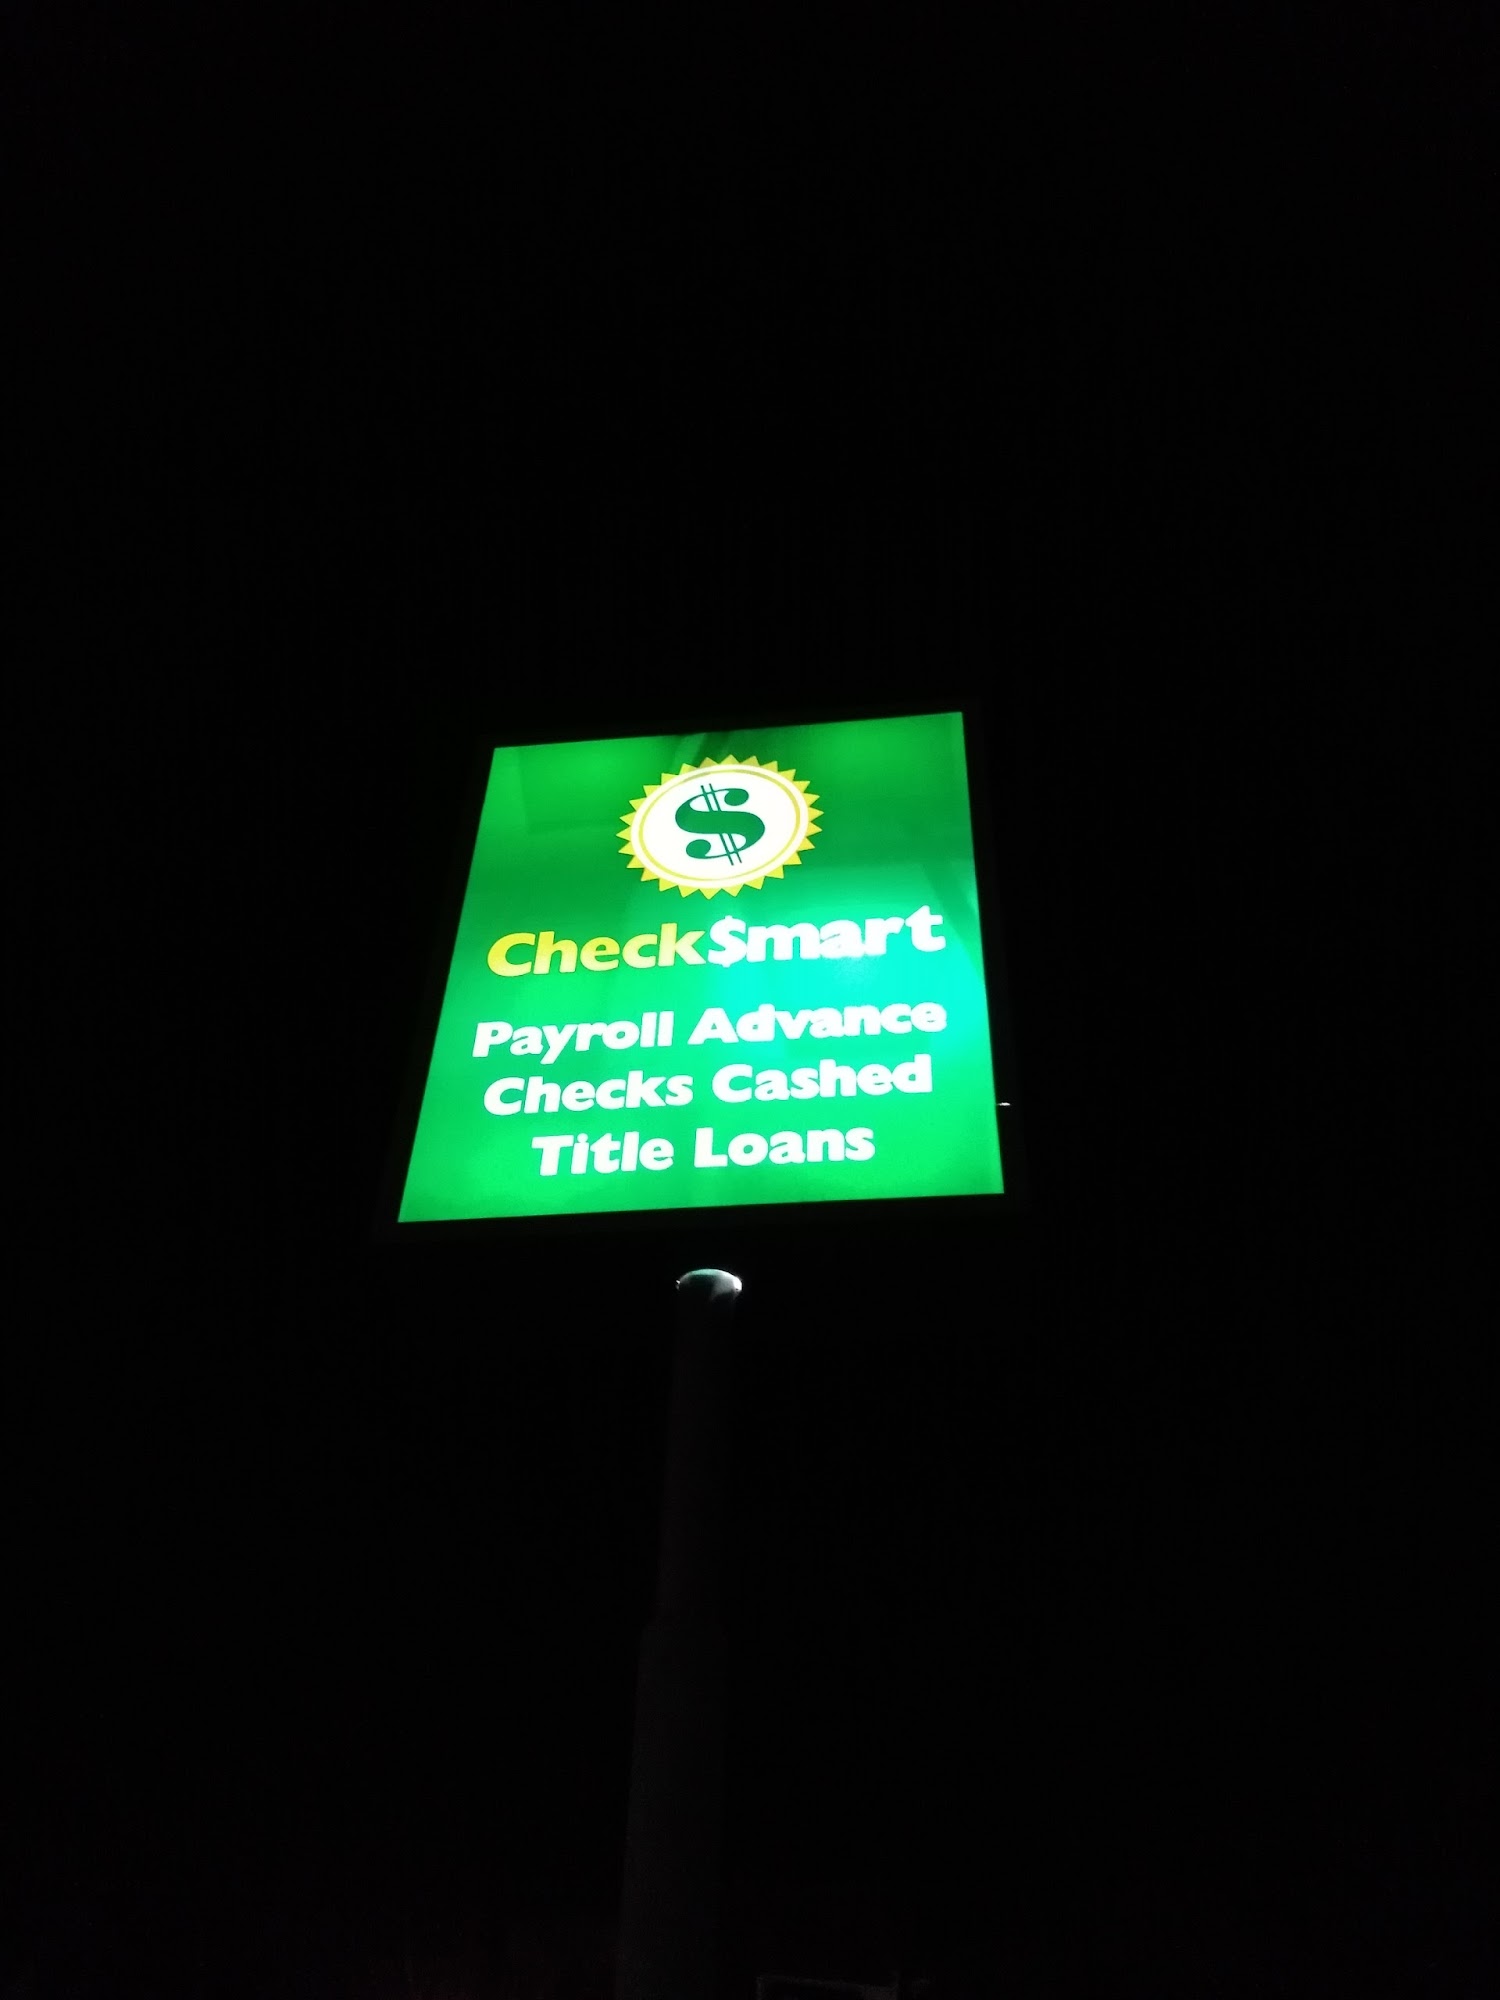 $
Check$mart
Payroll Advance
Checks Cashed
Title Loans